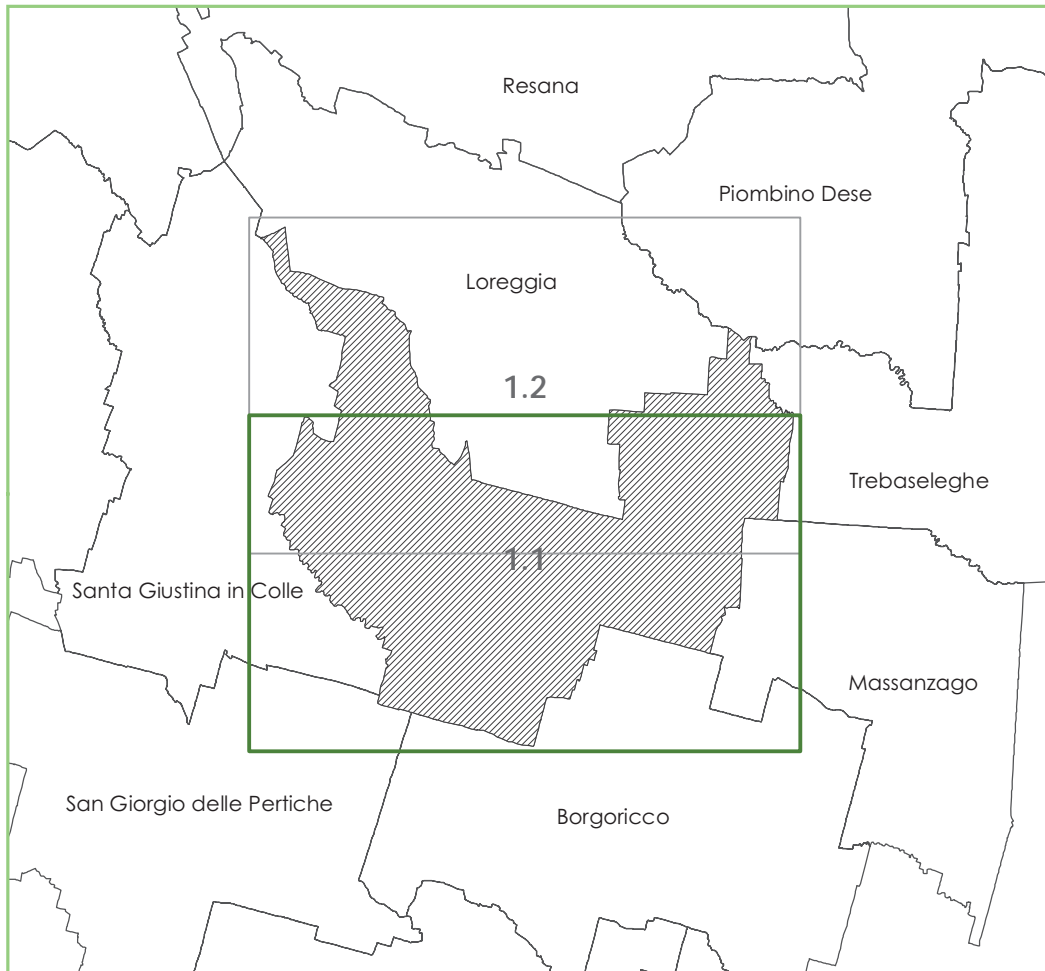 Resana
Piombino Dese
Loreggia
1.2
Trebaseleghe
1.1
Santa Giustina in Colle
Massanzago
San Giorgio delle Pertiche
Borgoricco